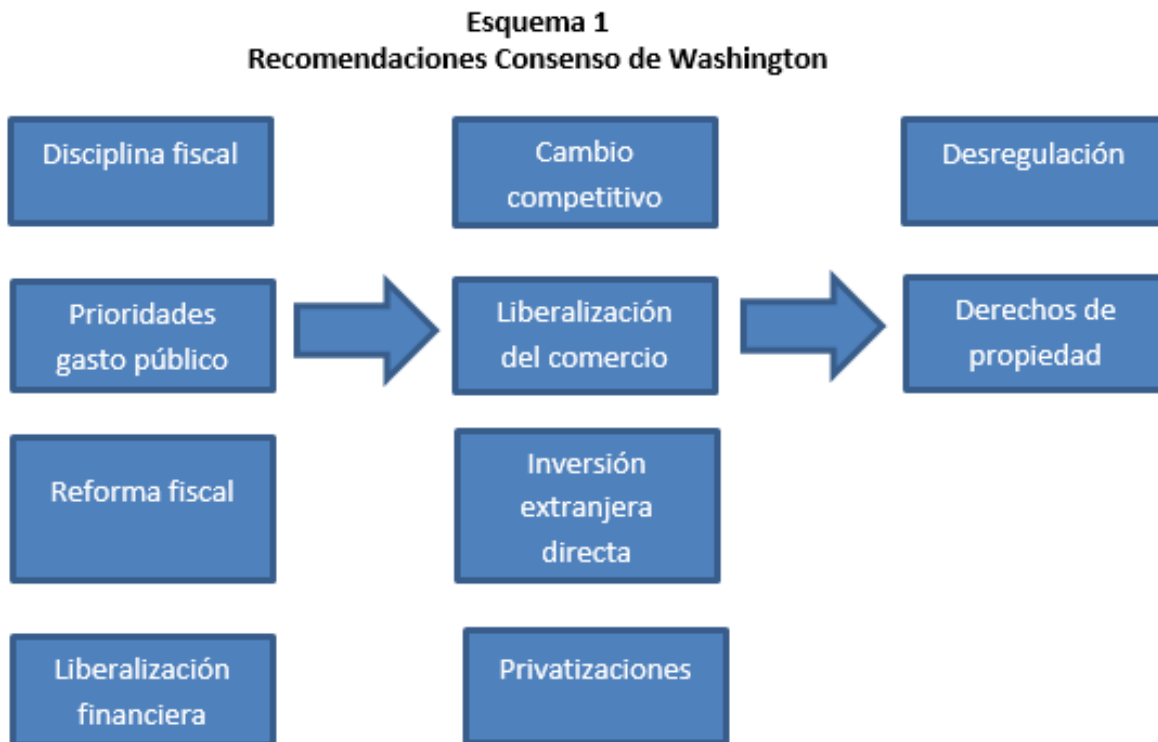 Esquema 1
Recomendaciones Consenso de Washington
Disciplina fiscal
Prioridades
gasto público
Reforma fiscal
Liberalización
financiera
Cambio
competitivo
Liberalización
del comercio
Inversión
extranjera
directa
Privatizaciones
Desregulación
Derechos de
propiedad